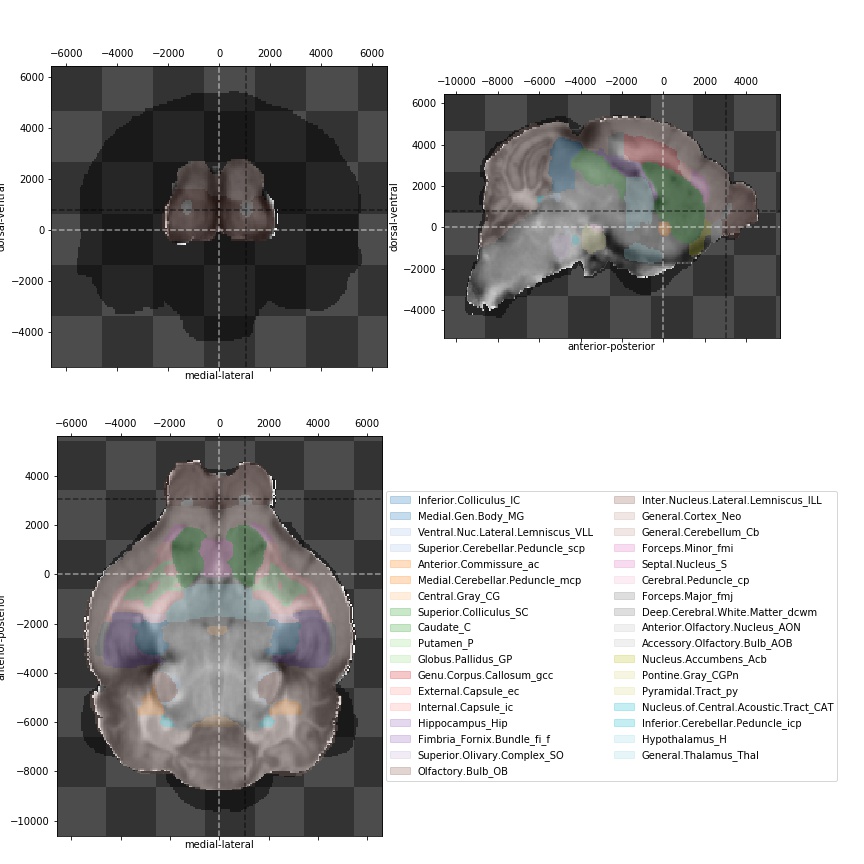 −6000 −4000 −2000 0 2000 4000 6000
6000
4000
2000
0
−2000
−4000
dorsal-ventral
medial-lateral
−10000 −8000 −6000 −4000 −2000 0 2000 4000
6000
4000
2000
0
−2000
−4000
dorsal-ventral
anterior-posterior
−6000 −4000 −2000 0 2000 4000 6000
4000
2000
0
−2000
−4000
−6000
−8000
−10000
anterior-posterior
medial-lateral
Inferior.Colliculus_IC
Medial.Gen.Body_MG
Ventral.Nuc.Lateral.Lemniscus_VLL
Superior.Cerebellar.Peduncle_scp
Anterior.Commissure_ac
Medial.Cerebellar.Peduncle_mcp
Central.Gray_CG
Superior.Colliculus_SC
Caudate_C
Putamen_P
Globus.Pallidus_GP
Genu.Corpus.Callosum_gcc
External.Capsule_ec
Internal.Capsule_ic
Hippocampus_Hip
Fimbria_Fornix.Bundle_fi_f
Superior.Olivary.Complex_SO
Olfactory.Bulb_OB
Inter.Nucleus.Lateral.Lemniscus_ILL
General.Cortex_Neo
General.Cerebellum_Cb
Forceps.Minor_fmi
Septal.Nucleus_S
Cerebral.Peduncle_cp
Forceps.Major_fmj
Deep.Cerebral.White.Matter_dcwm
Anterior.Olfactory.Nucleus_AON
Accessory.Olfactory.Bulb_AOB
Nucleus.Accumbens_Acb
Pontine.Gray_CGPn
Pyramidal.Tract_py
Nucleus.of.Central.Acoustic.Tract_CAT
Inferior.Cerebellar.Peduncle_icp
Hypothalamus_H
General.Thalamus_Thal